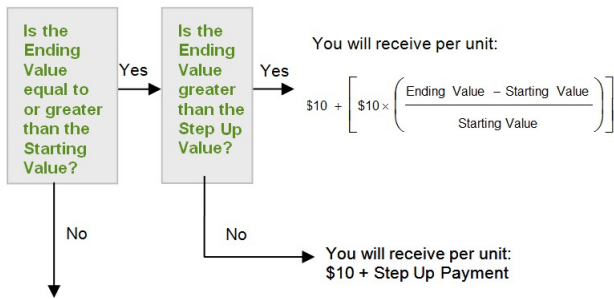 Is the
Ending
Value
equal to
or greater
than the
Starting
Value?
Yes
Is the
Ending
Value
greater
than the
Step Up
Value?
Yes
You will receive per unit:
$10 + [ $10 × ( Ending Value – Starting Value
Starting Value ) ]
No
No
You will receive per unit:
$10 + Step Up Payment